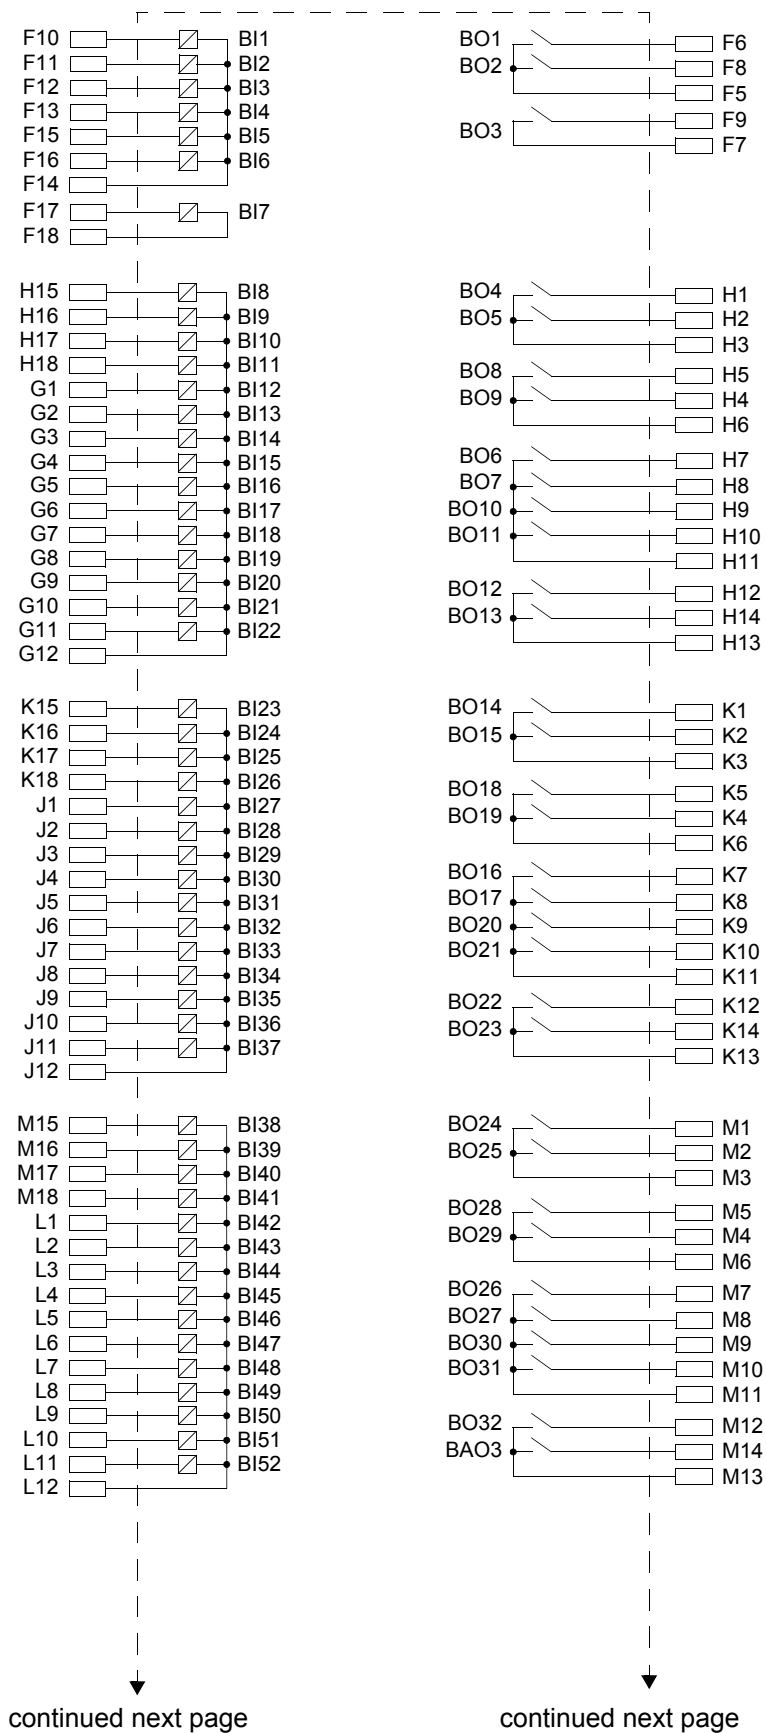 F10 BI1
F11 BI2
F12 BI3
F13 BI4
F15 BI5
F16 BI6
F14
F17 BI7
F18
H15 BI8
H16 BI9
H17 BI10
H18 BI11
G1 BI12
G2 BI13
G3 BI14
G4 BI15
G5 BI16
G6 BI17
G7 BI18
G8 BI19
G9 BI20
G10 BI21
G11 BI22
G12
K15 BI23
K16 BI24
K17 BI25
K18 BI26
J1 BI27
J2 BI28
J3 BI29
J4 BI30
J5 BI31
J6 BI32
J7 BI33
J8 BI34
J9 BI35
J10 BI36
J11 BI37
J12
M15 BI38
M16 BI39
M17 BI40
M18 BI41
L1 BI42
L2 BI43
L3 BI44
L4 BI45
L5 BI46
L6 BI47
L7 BI48
L8 BI49
L9 BI50
L10 BI51
L11 BI52
L12
continued next page
BO1 F6
BO2 F8
F5
F9
BO3 F7
BO4 H1
BO5 H2
H3
BO8 H5
BO9 H4
H6
BO6 H7
BO7 H8
BO10 H9
BO11 H10
H11
BO12 H12
BO13 H14
H13
BO14 K1
BO15 K2
K3
BO18 K5
BO19 K4
K6
BO16 K7
BO17 K8
BO20 K9
BO21 K10
K11
BO22 K12
BO23 K14
K13
BO24 M1
BO25 M2
M3
BO28 M5
BO29 M4
M6
BO26 M7
BO27 M8
BO30 M9
BO31 M10
M11
BO32 M12
BAO3 M14
M13
continued next page